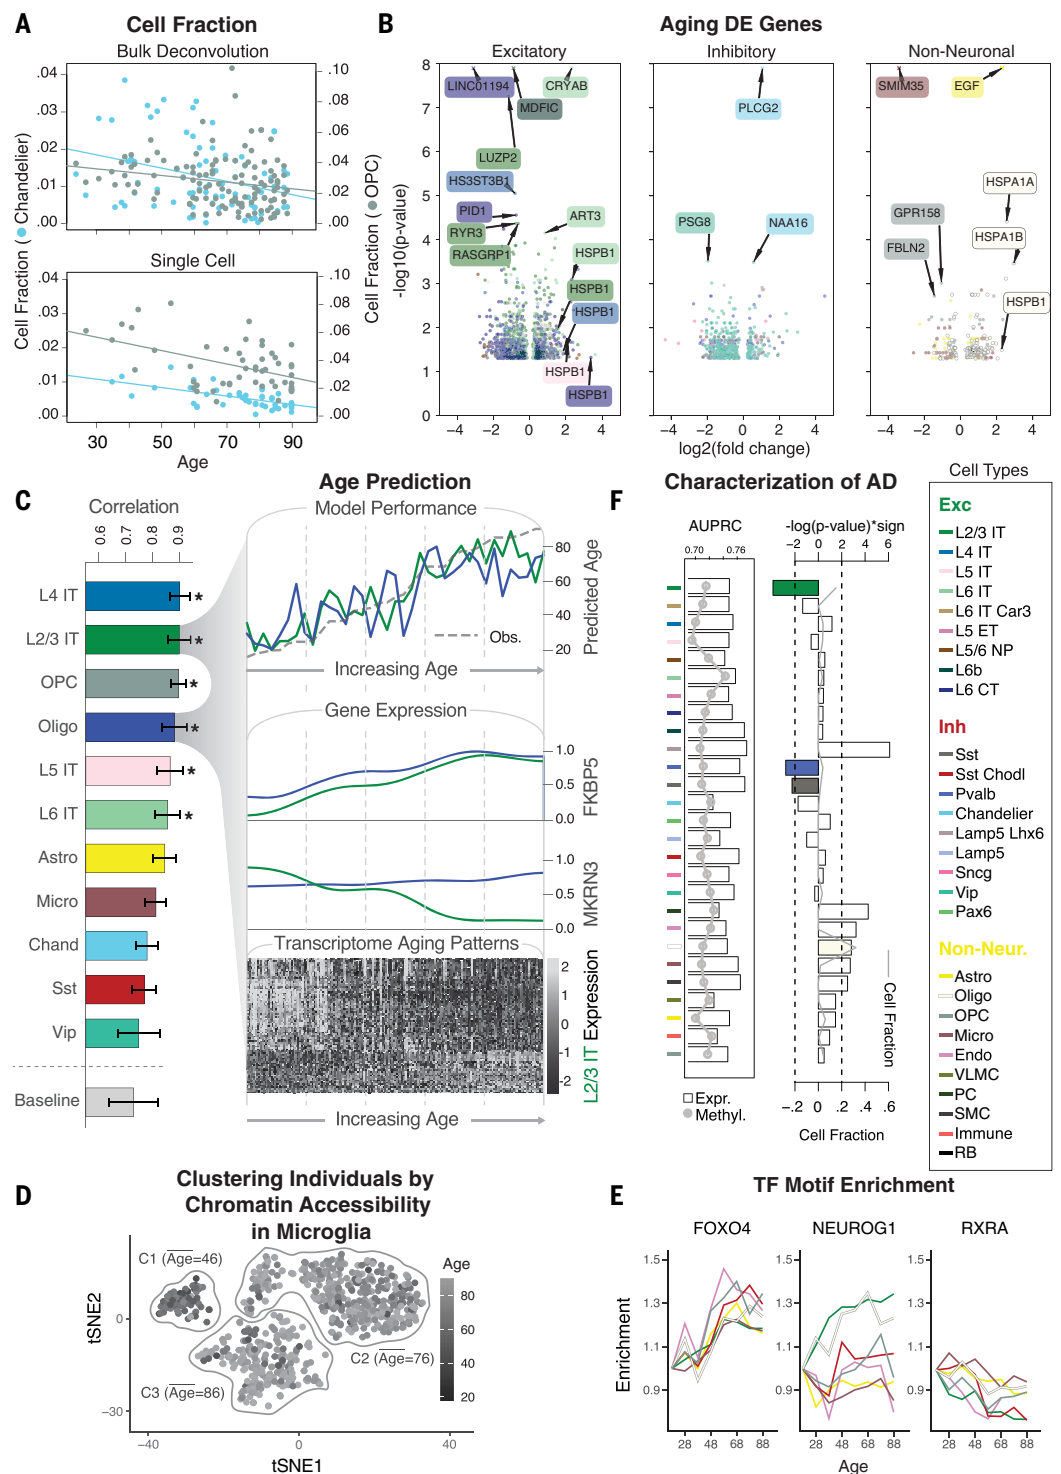 A
Cell Fraction
Bulk Deconvolution
.04
.03
.02
.01
.00
.10
.08
.06
.04
.02
.00
Single Cell
.04
.03
.02
.01
.00
.10
.08
.06
.04
.02
.00
Cell Fraction ( Chandelier)
Cell Fraction ( OPC)
30 50 70 90
Age
B
Aging DE Genes
Excitatory
Inhibitory
Non-Neuronal
8
7
6
5
4
3
2
1
0
-log10(p-value)
LINC01194
CRYAB
MDFIC
LUZP2
HS3ST3B1
PID1
ART3
RYR3
RASGRP1
HSPB1
HSPB1
HSPB1
HSPB1
HSPB1
PLCG2
PSG8
NAA16
SMIM35
EGF
HSPA1A
GPR158
HSPA1B
FBLN2
HSPB1
−4 −2 0 2 4
−4 −2 0 2 4
−4 −2 0 2 4
log2(fold change)
C
Age Prediction
Correlation
0.6 0.7 0.8 0.9
L4 IT *
L2/3 IT *
OPC *
Oligo *
L5 IT *
L6 IT *
Astro
Micro
Chand
Sst
Vip
Baseline
Model Performance
80
60
40
20
Predicted Age
Obs.
Increasing Age
Gene Expression
1.0
0.5
0.0
FKBP5
1.0
0.5
0.0
MKRN3
Transcriptome Aging Patterns
2
1
0
-1
-2
L2/3 IT Expression
Increasing Age
F
Characterization of AD
AUPRC
0.70 0.76
-log(p-value)*sign
−2 0 2 4 6
Expr.
Methyl.
Cell Fraction
−.2 0 .2 .4 .6
Cell Fraction
Cell Types
Exc
L2/3 IT
L4 IT
L5 IT
L6 IT
L6 IT Car3
L5 ET
L5/6 NP
L6b
L6 CT
Inh
Sst
Sst Chodl
Pvalb
Chandelier
Lamp5 Lhx6
Lamp5
Sncg
Vip
Pax6
Non-Neur.
Astro
Oligo
OPC
Micro
Endo
VLMC
PC
SMC
Immune
RB
D
Clustering Individuals by
Chromatin Accessibility
in Microglia
C1 (Age=46)
C2 (Age=76)
C3 (Age=86)
Age
80
60
40
20
0
−30
tSNE2
−40 0 40
tSNE1
E
TF Motif Enrichment
FOXO4
NEUROG1
RXRA
1.5
1.3
1.1
0.9
1.5
1.3
1.1
0.9
1.5
1.3
1.1
0.9
Enrichment
28 48 68 88
28 48 68 88
28 48 68 88
Age